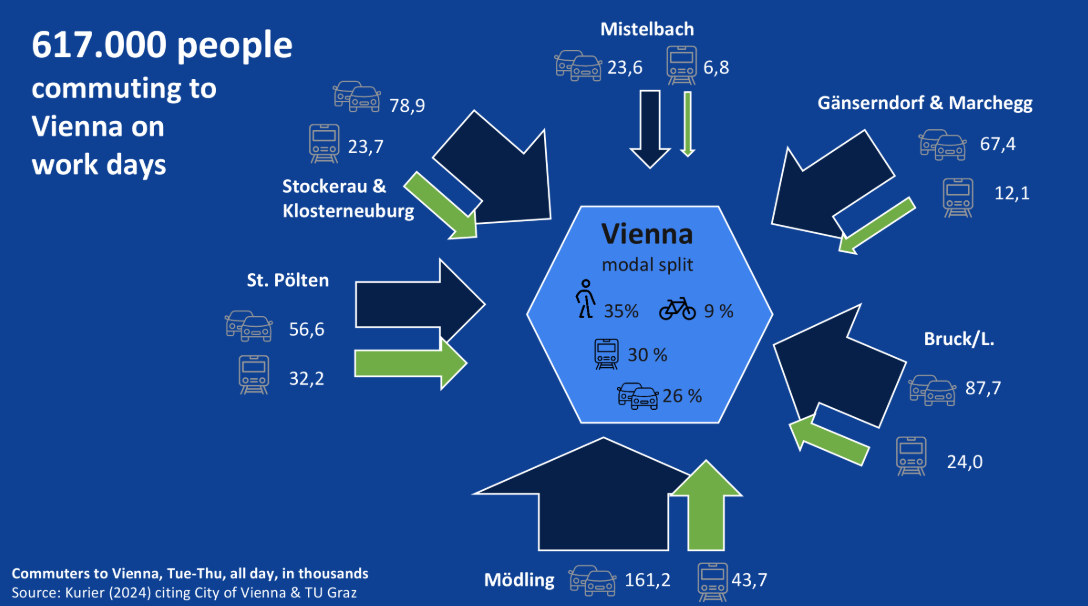 617.000 people
commuting to
Vienna on
work days
Mistelbach
23,6
6,8
78,9
23,7
Stockerau &
Klosterneuburg
Gänserndorf & Marchegg
67,4
12,1
St. Pölten
56,6
32,2
Vienna
modal split
35%
9 %
30 %
26 %
Bruck/L.
87,7
24,0
Mödling
161,2
43,7
Commuters to Vienna, Tue-Thu, all day, in thousands
Source: Kurier (2024) citing City of Vienna & TU Graz